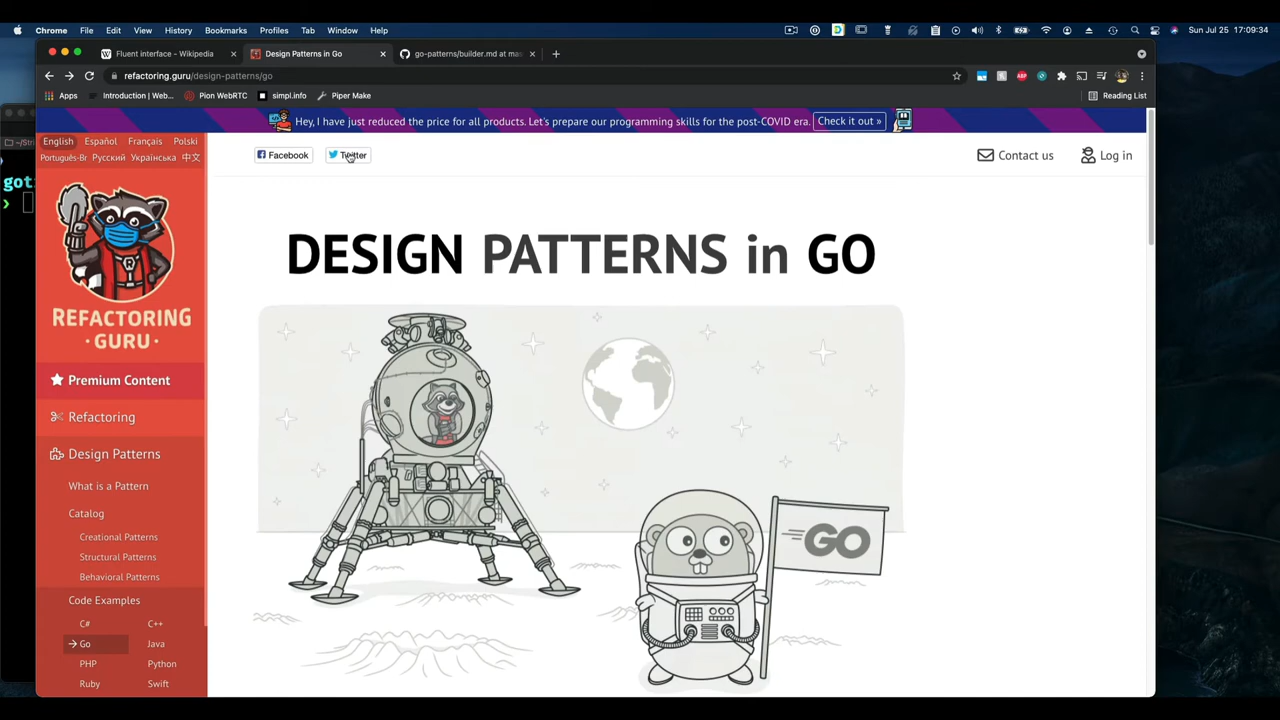 Chrome File Edit View History Bookmarks Profiles Tab Window Help Sun Jul 25 17:09:34
Fluent interface - Wikipedia
Design Patterns in Go
go-patterns/builder.md at mas
refactoring.guru/design-patterns/go
Apps Introduction | Web... Pion WebRTC simpl.info Piper Make Reading List
Hey, I have just reduced the price for all products. Let's prepare our programming skills for the post-COVID era. Check it out »
English Español Français Polski
Português-Br Русский Українська 中文
Facebook Twitter Contact us Log in
DESIGN PATTERNS in GO
REFACTORING
·GURU·
Premium Content
Refactoring
Design Patterns
What is a Pattern
Catalog
Creational Patterns
Structural Patterns
Behavioral Patterns
Code Examples
C# C++
Go Java
PHP Python
Ruby Swift
GO